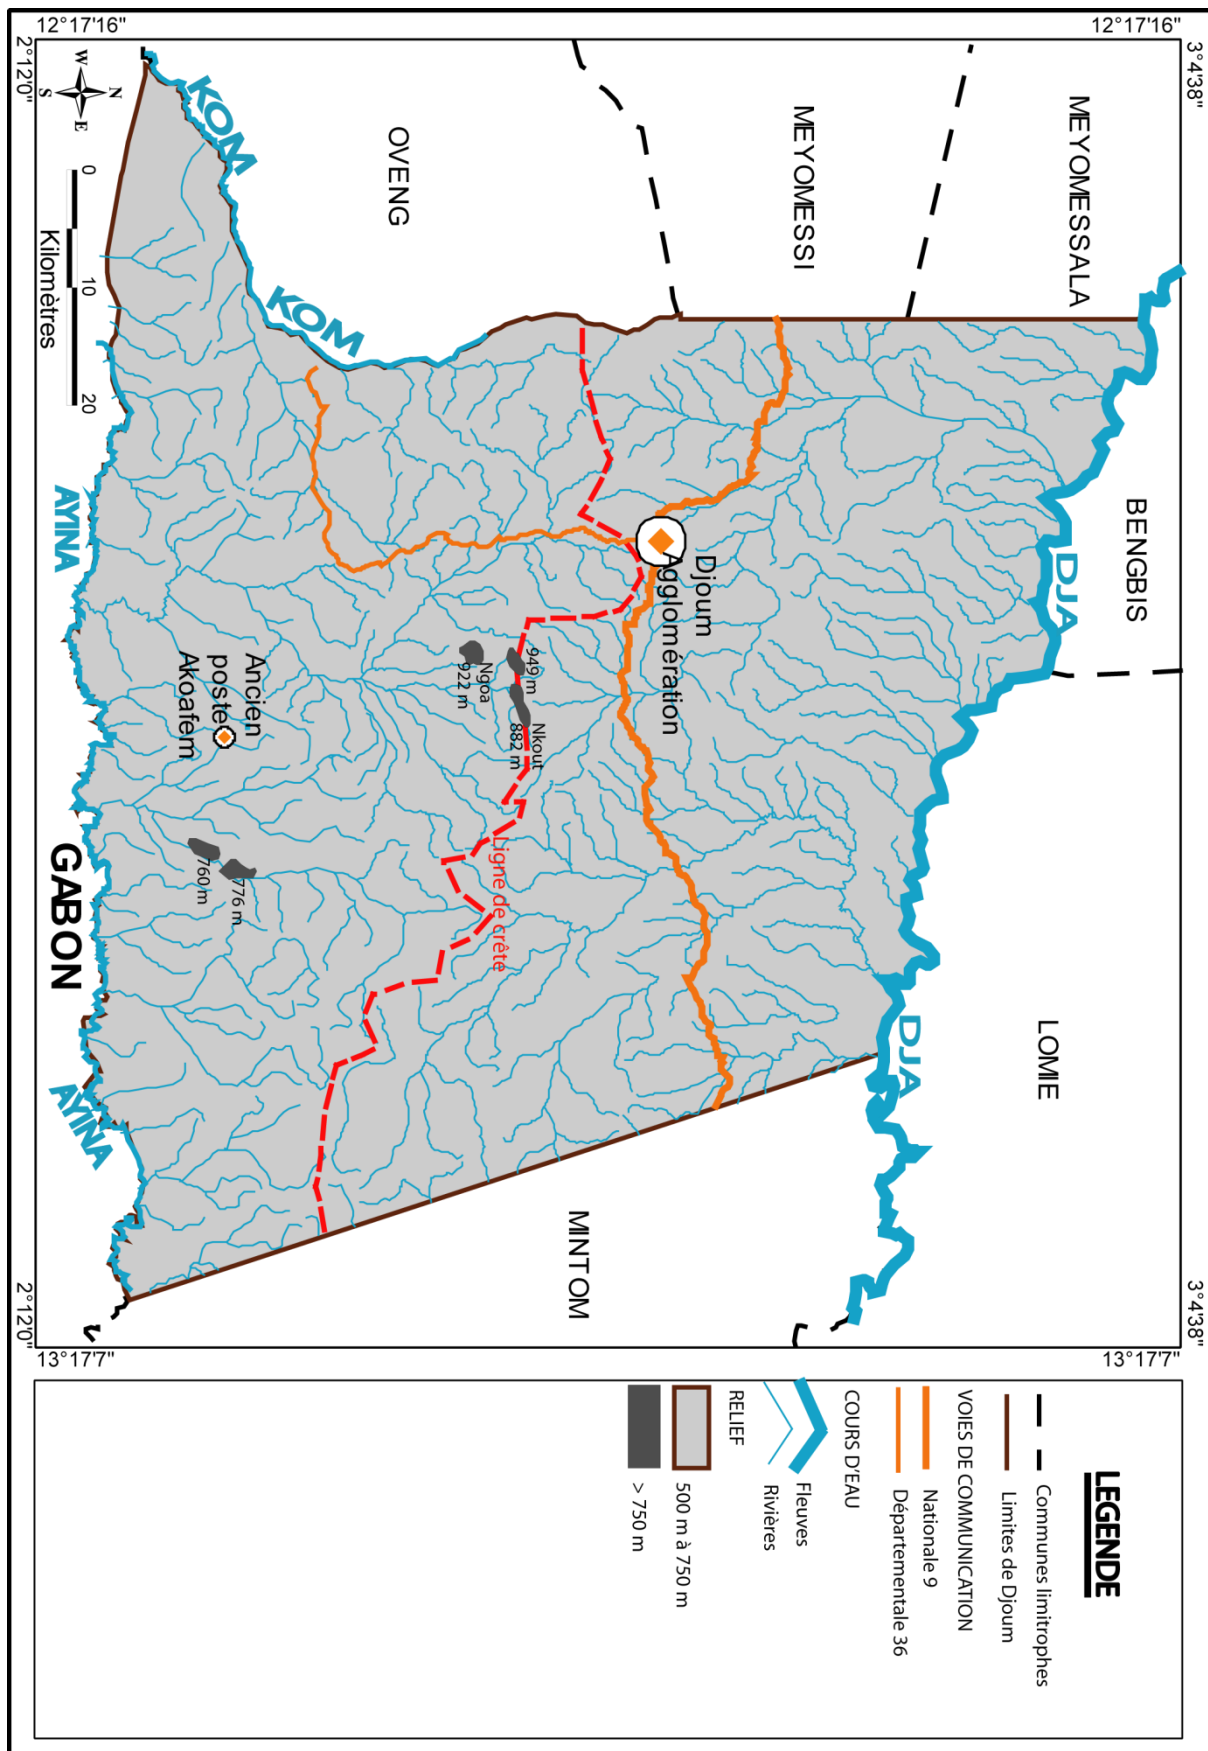 12°17'16"
12°17'16"
3°4'38"
2°12'0"
MEYOMESSALA
MEYOMESSI
OVENG
BENGBIS
LOMIE
MINTOM
GABON
DJA
DJA
KOM
KOM
AYINA
AYINA
Djoum
Agglomération
949 m
Nkout
882 m
Ngoa
922 m
Ligne de crête
Ancien
poste
Akoafem
776 m
760 m
N
W
E
S
0
10
20
Kilomètres
3°4'38"
2°12'0"
13°17'7"
13°17'7"
LEGENDE
Communes limitrophes
Limites de Djoum
VOIES DE COMMUNICATION
Nationale 9
Départementale 36
COURS D'EAU
Fleuves
Rivières
RELIEF
500 m à 750 m
> 750 m